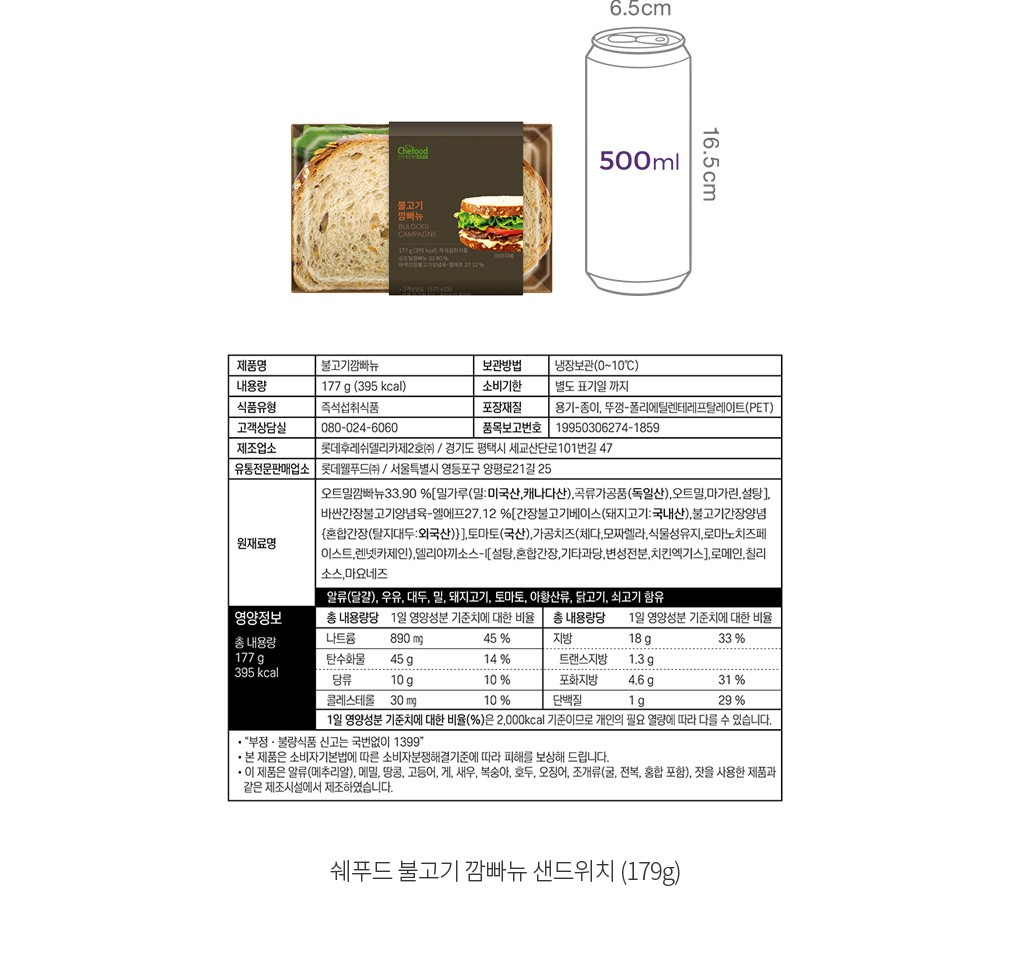 6.5cm
500ml
16.5cm
Chefood
불고기
깜빠뉴
BULGOGI
CAMPAGNE
177 g (395 kcal), 즉석섭취식품
오트밀깜빠뉴 33.90 %
바싹간장불고기양념육-엘에프 27.12 %
제품명 불고기깜빠뉴 보관방법 냉장보관(0~10℃)
내용량 177 g (395 kcal) 소비기한 별도 표기일 까지
식품유형 즉석섭취식품 포장재질 용기-종이, 뚜껑-폴리에틸렌테레프탈레이트(PET)
고객상담실 080-024-6060 품목보고번호 19950306274-1859
제조업소 롯데후레쉬델리카제2호㈜ / 경기도 평택시 세교산단로101번길 47
유통전문판매업소 롯데웰푸드㈜ / 서울특별시 영등포구 양평로21길 25
원재료명
오트밀깜빠뉴33.90 %[밀가루(밀:미국산,캐나다산),곡류가공품(독일산),오트밀,마가린,설탕],
바싼간장불고기양념육-엘에프27.12 %[간장불고기베이스(돼지고기:국내산),불고기간장양념
{혼합간장(탈지대두:외국산)}],토마토(국산),가공치즈(체다,모짜렐라,식물성유지,로마노치즈페
이스트,렌넷카제인),델리야끼소스-I[설탕,혼합간장,기타과당,변성전분,치킨엑기스],로메인,칠리
소스,마요네즈
알류(달걀), 우유, 대두, 밀, 돼지고기, 토마토, 아황산류, 닭고기, 쇠고기 함유
영양정보
총 내용량
177 g
395 kcal
총 내용량당 1일 영양성분 기준치에 대한 비율 총 내용량당 1일 영양성분 기준치에 대한 비율
나트륨 890 ㎎ 45 % 지방 18 g 33 %
탄수화물 45 g 14 % 트랜스지방 1.3 g
당류 10 g 10 % 포화지방 4.6 g 31 %
콜레스테롤 30 ㎎ 10 % 단백질 1 g 29 %
1일 영양성분 기준치에 대한 비율(%)은 2,000kcal 기준이므로 개인의 필요 열량에 따라 다를 수 있습니다.
• “부정 · 불량식품 신고는 국번없이 1399”
• 본 제품은 소비자기본법에 따른 소비자분쟁해결기준에 따라 피해를 보상해 드립니다.
• 이 제품은 알류(메추리알), 메밀, 땅콩, 고등어, 게, 새우, 복숭아, 호두, 오징어, 조개류(굴, 전복, 홍합 포함), 잣을 사용한 제품과
같은 제조시설에서 제조하였습니다.
쉐푸드 불고기 깜빠뉴 샌드위치 (179g)